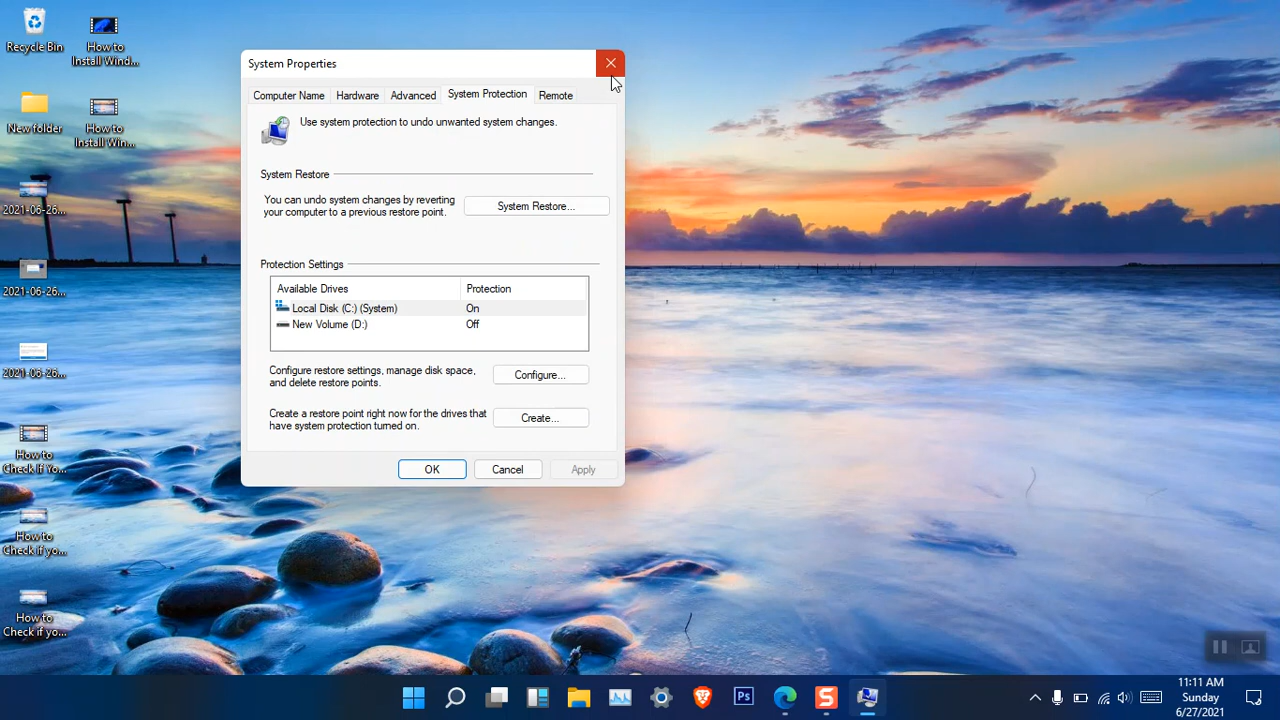 Recycle Bin
How to
Install Wind...
New folder
How to
Install Win...
2021-06-26...
2021-06-26...
2021-06-26...
How to
Check if Yo...
How to
Check if yo...
How to
Check if yo...
System Properties
Computer Name
Hardware
Advanced
System Protection
Remote
Use system protection to undo unwanted system changes.
System Restore
You can undo system changes by reverting
your computer to a previous restore point.
System Restore...
Protection Settings
Available Drives
Protection
Local Disk (C:) (System)
On
New Volume (D:)
Off
Configure restore settings, manage disk space,
and delete restore points.
Configure...
Create a restore point right now for the drives that
have system protection turned on.
Create...
OK
Cancel
Apply
Ps
S
11:11 AM
Sunday
6/27/2021